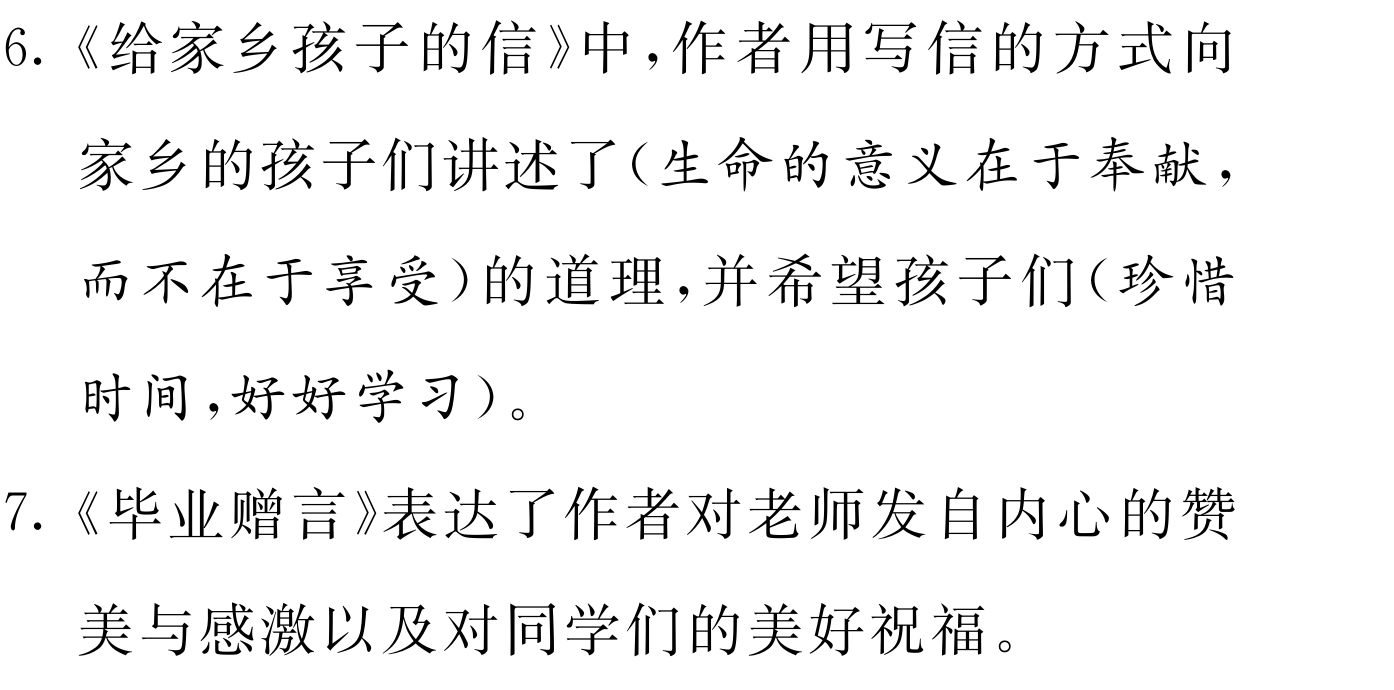 6.《给家乡孩子的信》中,作者用写信的方式向
家乡的孩子们讲述了(生命的意义在于奉献,
而不在于享受)的道理,并希望孩子们(珍惜
时间,好好学习)。
7.《毕业赠言》表达了作者对老师发自内心的赞
美与感激以及对同学们的美好祝福。